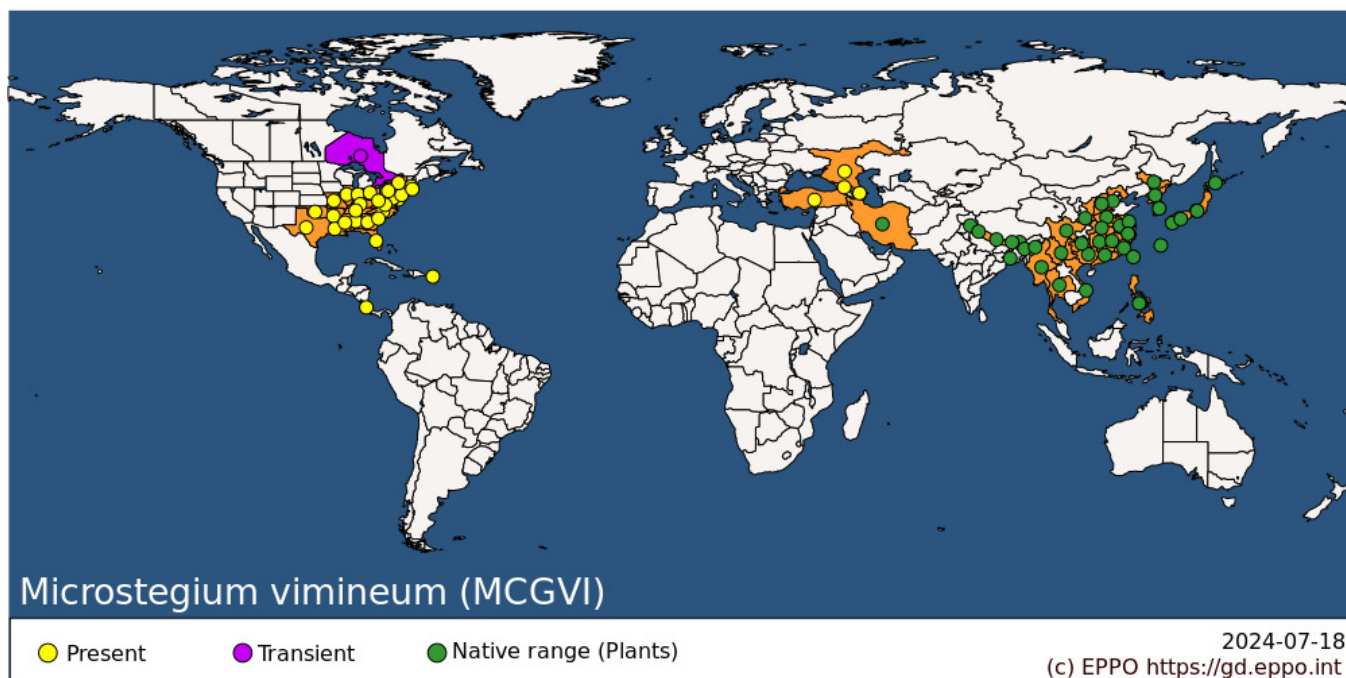 Microstegium vimineum (MCGVI)
Present
Transient
Native range (Plants)
2024-07-18
(c) EPPO https://gd.eppo.int